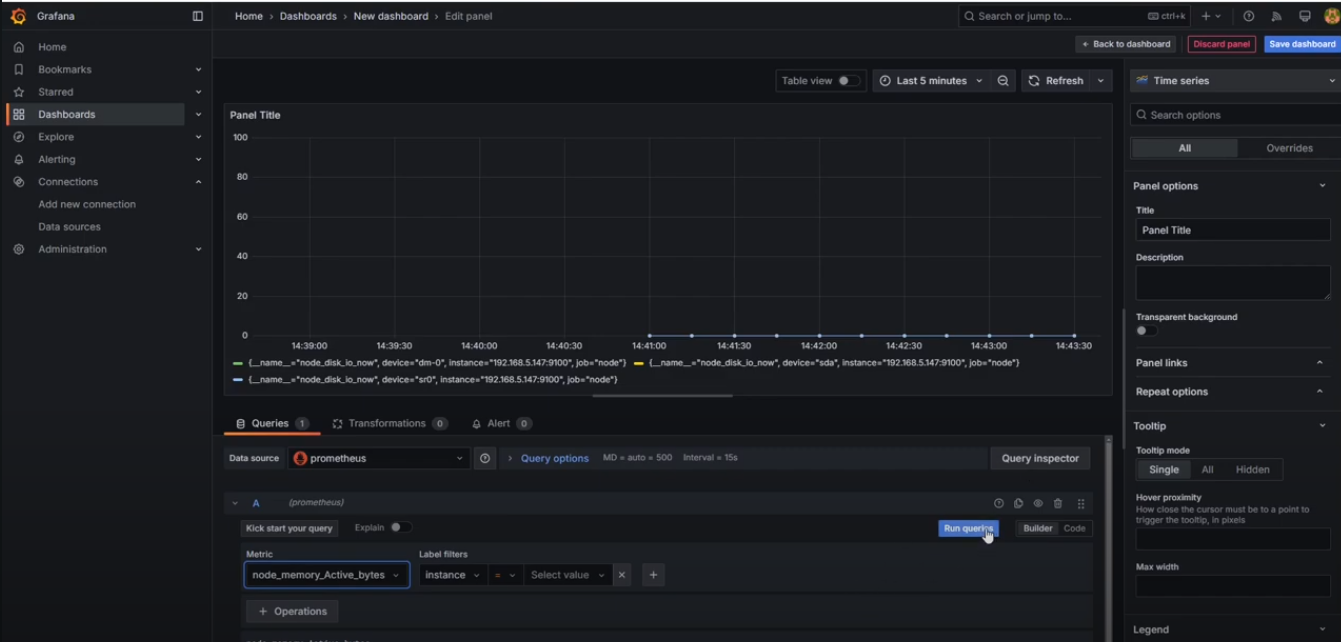 Grafana
Home › Dashboards › New dashboard › Edit panel
Search or jump to...
ctrl+k
Back to dashboard
Discard panel
Save dashboard
Home
Bookmarks
Starred
Dashboards
Explore
Alerting
Connections
Add new connection
Data sources
Administration
Table view
Last 5 minutes
Refresh
Panel Title
100
80
60
40
20
0
14:39:00 14:39:30 14:40:00 14:40:30 14:41:00 14:41:30 14:42:00 14:42:30 14:43:00 14:43:30
{__name__="node_disk_io_now", device="dm-0", instance="192.168.5.147:9100", job="node"} {__name__="node_disk_io_now", device="sda", instance="192.168.5.147:9100", job="node"}
{__name__="node_disk_io_now", device="sr0", instance="192.168.5.147:9100", job="node"}
Queries 1
Transformations 0
Alert 0
Data source
prometheus
Query options MD = auto = 500 Interval = 15s
Query inspector
A (prometheus)
Kick start your query
Explain
Run queries
Builder Code
Metric
Label filters
node_memory_Active_bytes
instance
=
Select value
+ Operations
Time series
Search options
All
Overrides
Panel options
Title
Panel Title
Description
Transparent background
Panel links
Repeat options
Tooltip
Tooltip mode
Single All Hidden
Hover proximity
How close the cursor must be to a point to
trigger the tooltip, in pixels
Max width
Legend